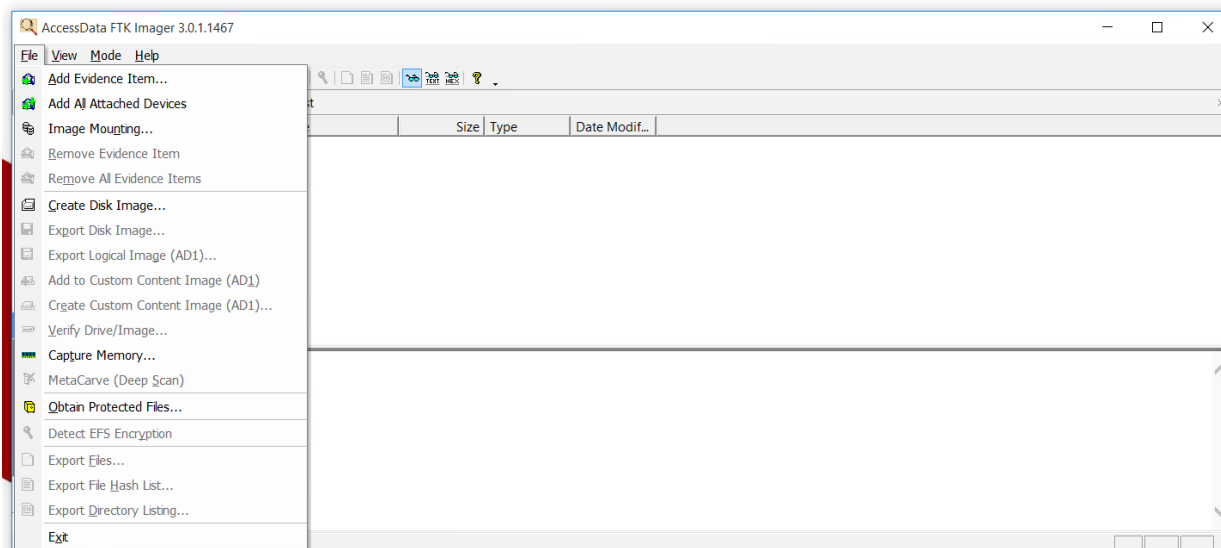 AccessData FTK Imager 3.0.1.1467
File View Mode Help
Add Evidence Item...
TEXT HEX ?
Add All Attached Devices
Image Mounting...
Size Type Date Modif...
Remove Evidence Item
Remove All Evidence Items
Create Disk Image...
Export Disk Image...
Export Logical Image (AD1)...
Add to Custom Content Image (AD1)
Create Custom Content Image (AD1)...
Verify Drive/Image...
Capture Memory...
MetaCarve (Deep Scan)
Obtain Protected Files...
Detect EFS Encryption
Export Files...
Export File Hash List...
Export Directory Listing...
Exit